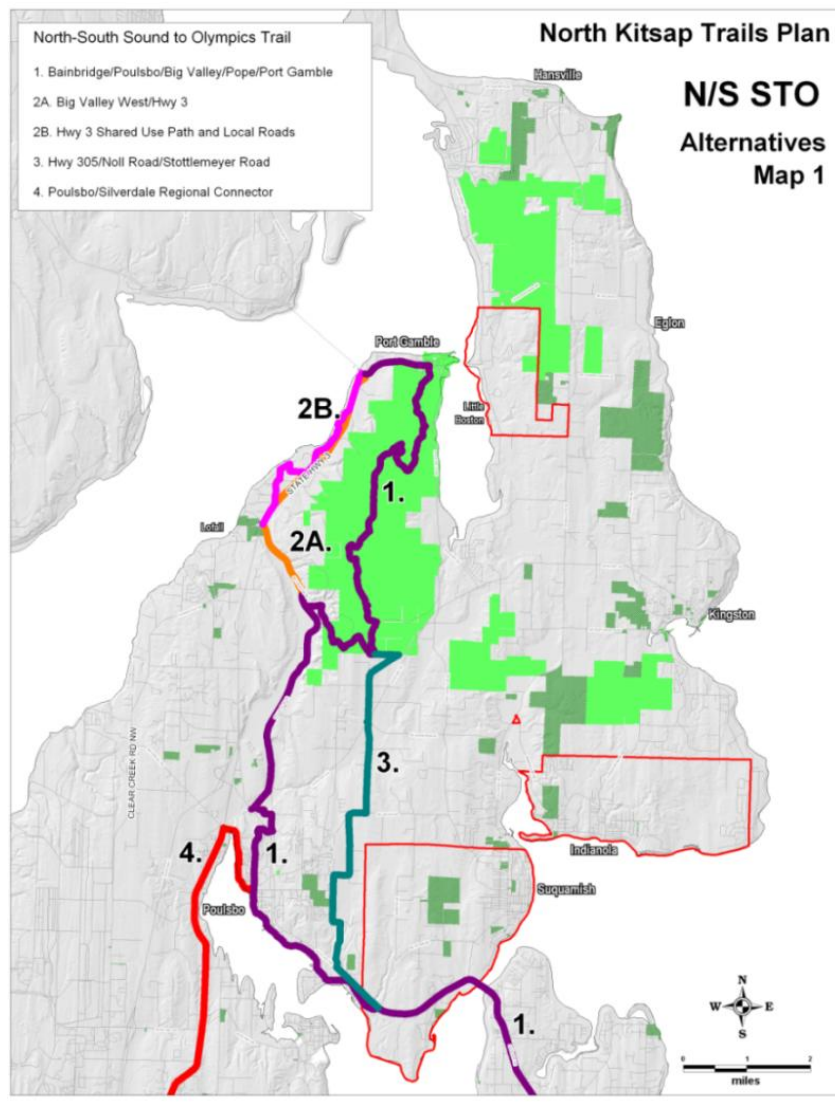 North-South Sound to Olympics Trail
1. Bainbridge/Poulsbo/Big Valley/Pope/Port Gamble
2A. Big Valley West/Hwy 3
2B. Hwy 3 Shared Use Path and Local Roads
3. Hwy 305/Noll Road/Stottlemeyer Road
4. Poulsbo/Silverdale Regional Connector
North Kitsap Trails Plan
N/S STO
Alternatives
Map 1
Hansville
Eglon
Port Gamble
Little
Boston
2B.
STATE HWY 3
1.
Lofall
2A.
Kingston
CLEAR CREEK RD NW
3.
4.
1.
Indianola
Poulsbo
Suquamish
1.
N
W E
S
0 1 2
miles